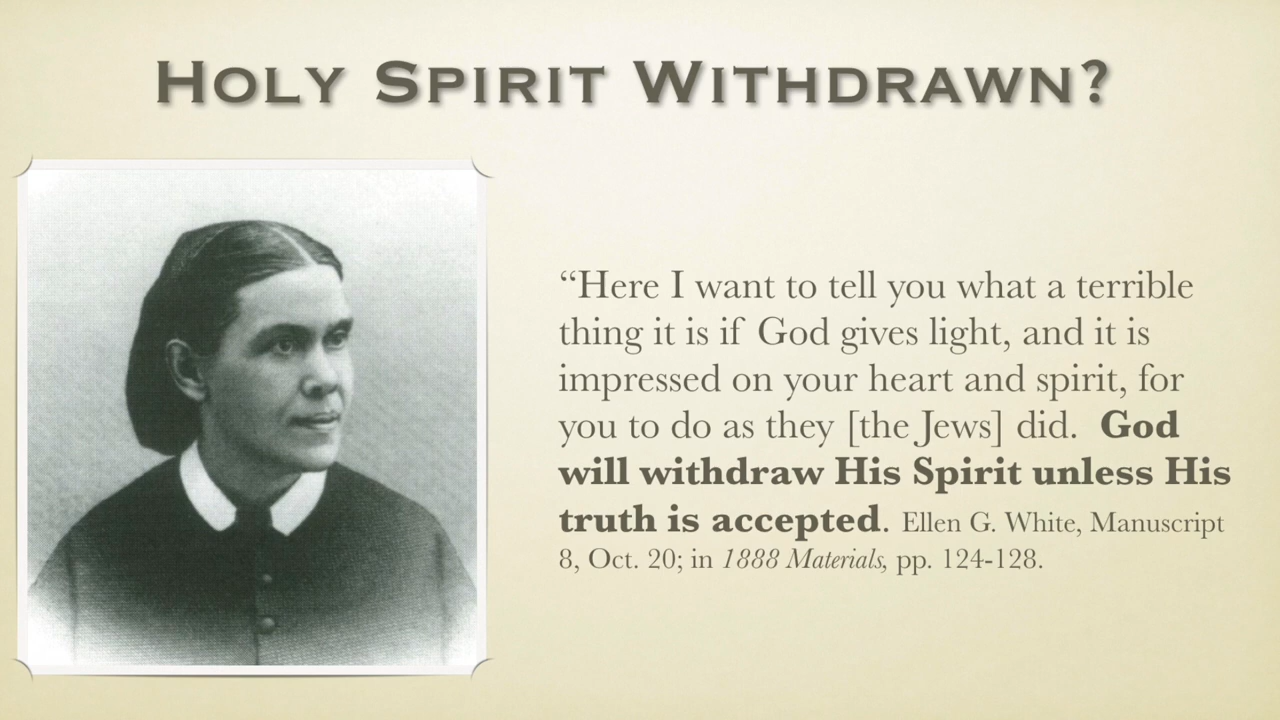 Holy Spirit Withdrawn?
“Here I want to tell you what a terrible
thing it is if God gives light, and it is
impressed on your heart and spirit, for
you to do as they [the Jews] did. God
will withdraw His Spirit unless His
truth is accepted. Ellen G. White, Manuscript
8, Oct. 20; in 1888 Materials, pp. 124-128.